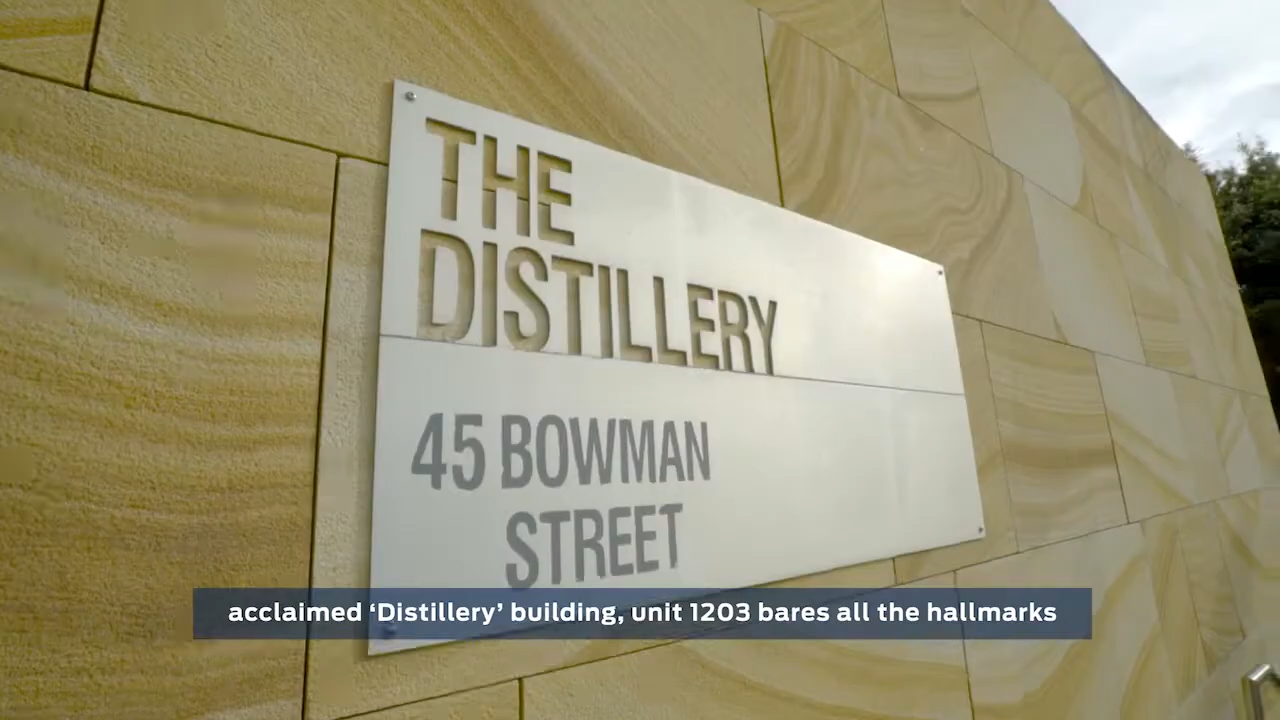 THE
DISTILLERY
45 BOWMAN
STREET
acclaimed ‘Distillery’ building, unit 1203 bares all the hallmarks